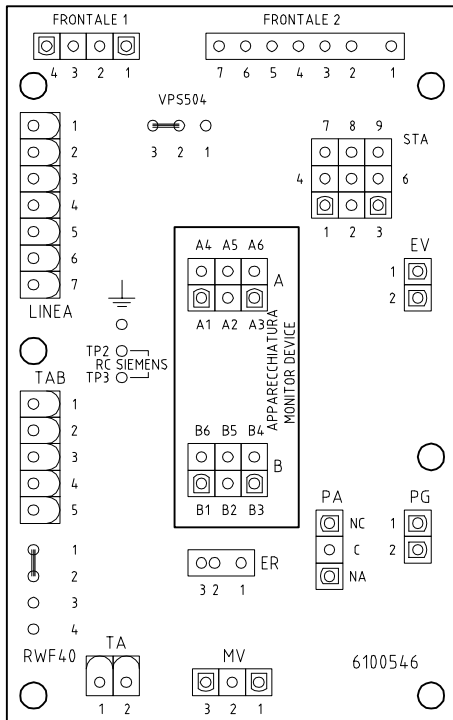 FRONTALE 1 FRONTALE 2
4 3 2 1 7 6 5 4 3 2 1
VPS504
3 2 1
1
2
3
4
5
6
7
LINEA
7 8 9
STA
4 6
1 2 3
EV
1
2
A4 A5 A6
A
A1 A2 A3
APPARECCHIATURA
MONITOR DEVICE
TP2
RC SIEMENS
TP3
TAB
1
2
3
4
5
B6 B5 B4
B
B1 B2 B3
PA
NC
C
NA
PG
1
2
1
2
3
4
RWF40
ER
3 2 1
TA
1 2
MV
3 2 1
6100546